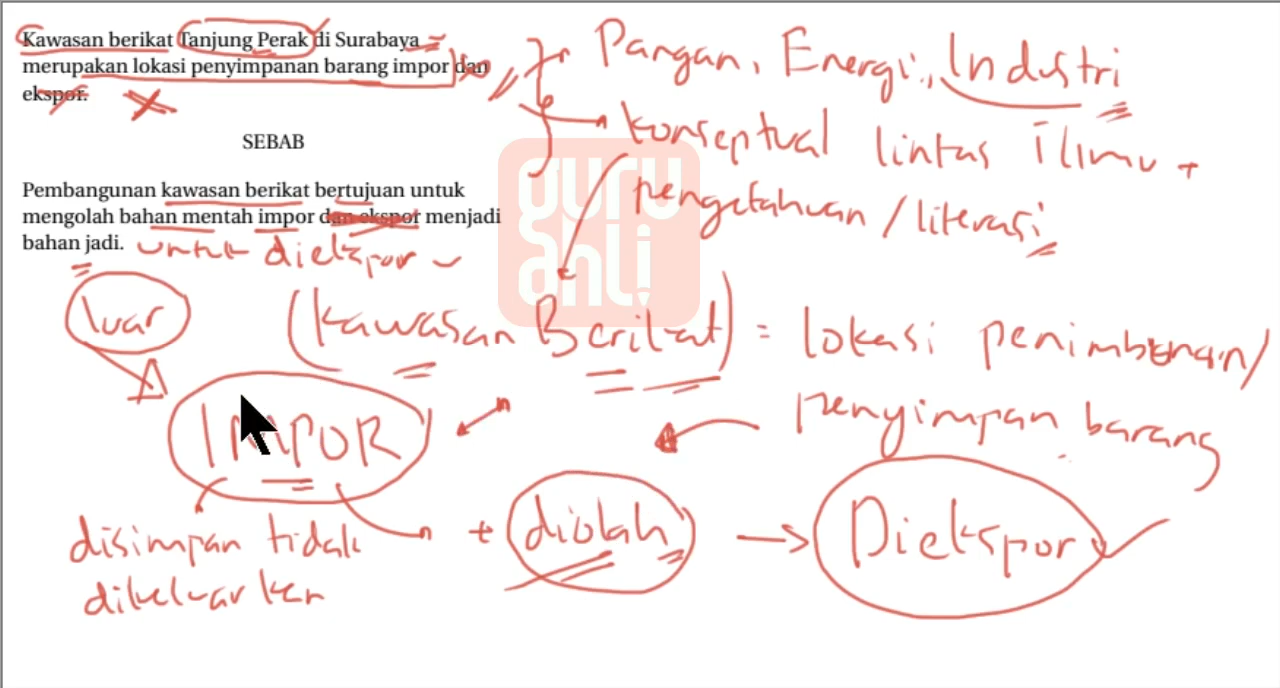 Kawasan berikat Tanjung Perak di Surabaya
merupakan lokasi penyimpanan barang impor dan
ekspor.
SEBAB
Pembangunan kawasan berikat bertujuan untuk
mengolah bahan mentah impor dan ekspor menjadi
bahan jadi. untuk diekspor
Pangan, Energi, Industri
konseptual lintas ilmu +
pengetahuan / literasi
guru
ahli
luar
(Kawasan Berikat) = lokasi penimbunan/
penyimpan barang
IMPOR
+ diolah → Diekspor
disimpan tidak
dikeluarkan